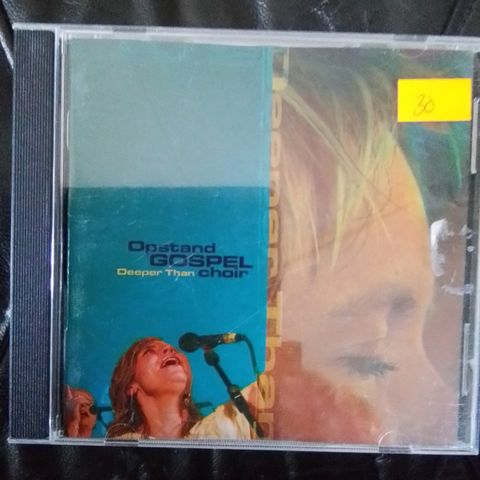 30
Opstand
GOSPEL
Deeper Than choir
Deeper Than